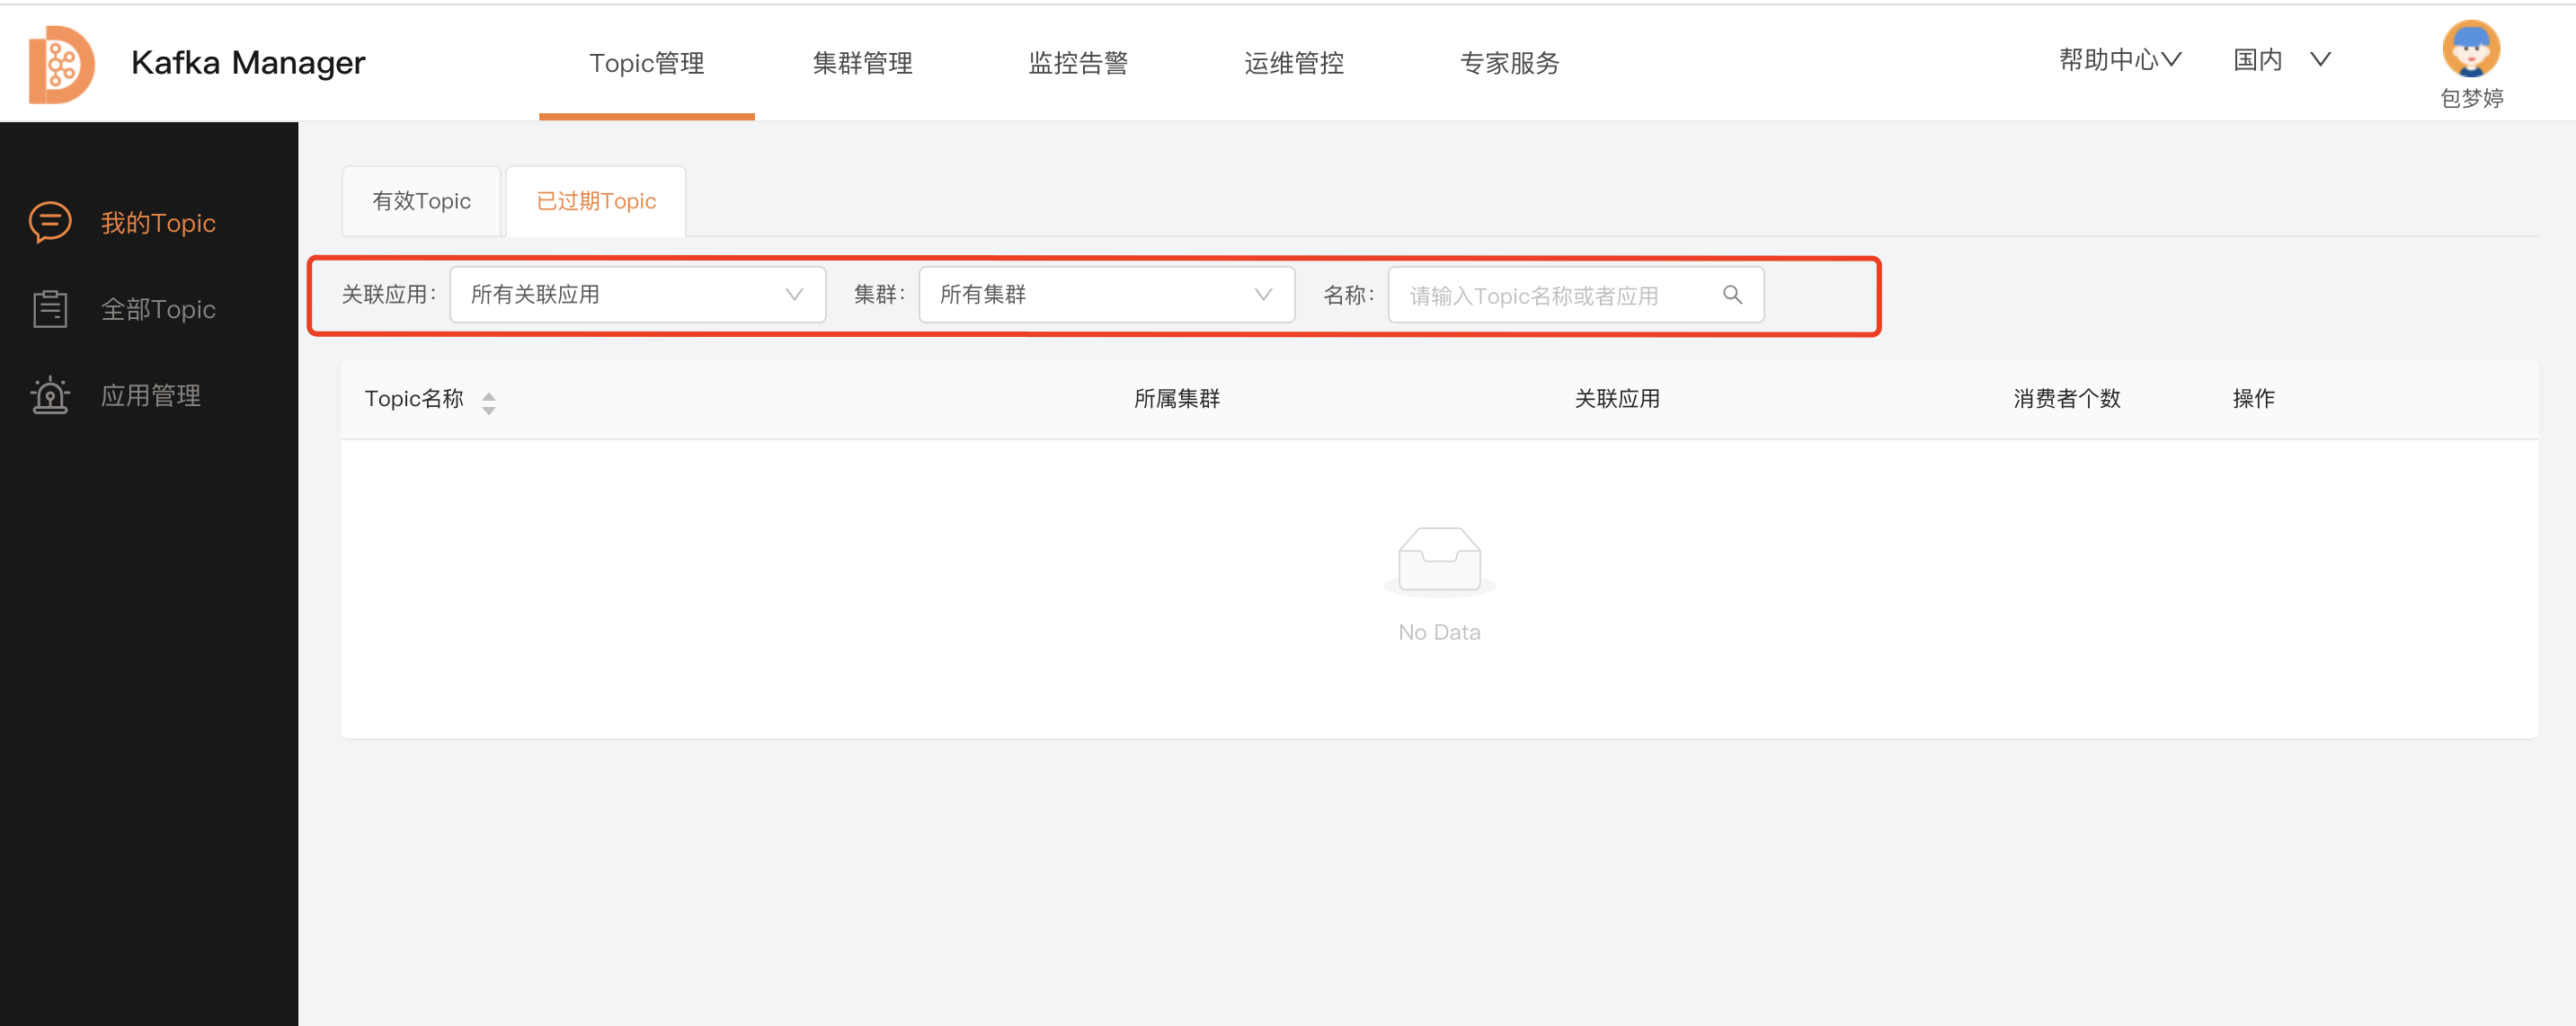 Kafka Manager
Topic管理
集群管理
监控告警
运维管控
专家服务
帮助中心
国内
包梦婷
我的Topic
全部Topic
应用管理
有效Topic
已过期Topic
关联应用： 所有关联应用
集群： 所有集群
名称： 请输入Topic名称或者应用
Topic名称
所属集群
关联应用
消费者个数
操作
No Data